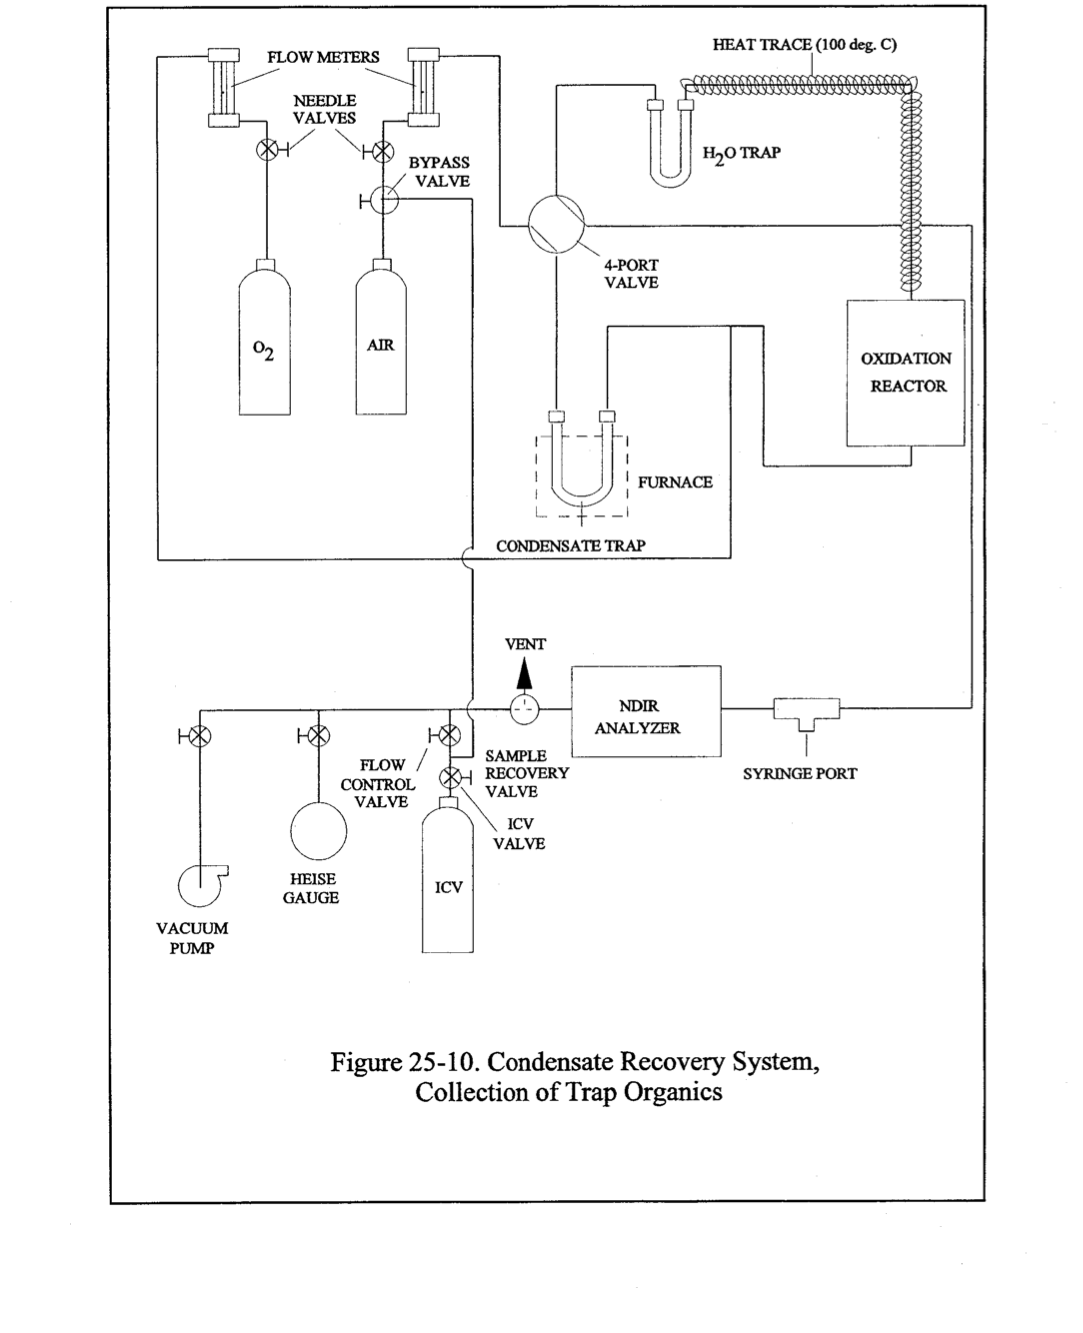 HEAT TRACE (100 deg. C)
FLOW METERS
NEEDLE
VALVES
BYPASS
VALVE
H2O TRAP
4-PORT
VALVE
O2
AIR
OXIDATION
REACTOR
FURNACE
CONDENSATE TRAP
VENT
NDIR
ANALYZER
SYRINGE PORT
FLOW
CONTROL
VALVE
SAMPLE
RECOVERY
VALVE
ICV
VALVE
HEISE
GAUGE
ICV
VACUUM
PUMP
Figure 25-10. Condensate Recovery System,
Collection of Trap Organics